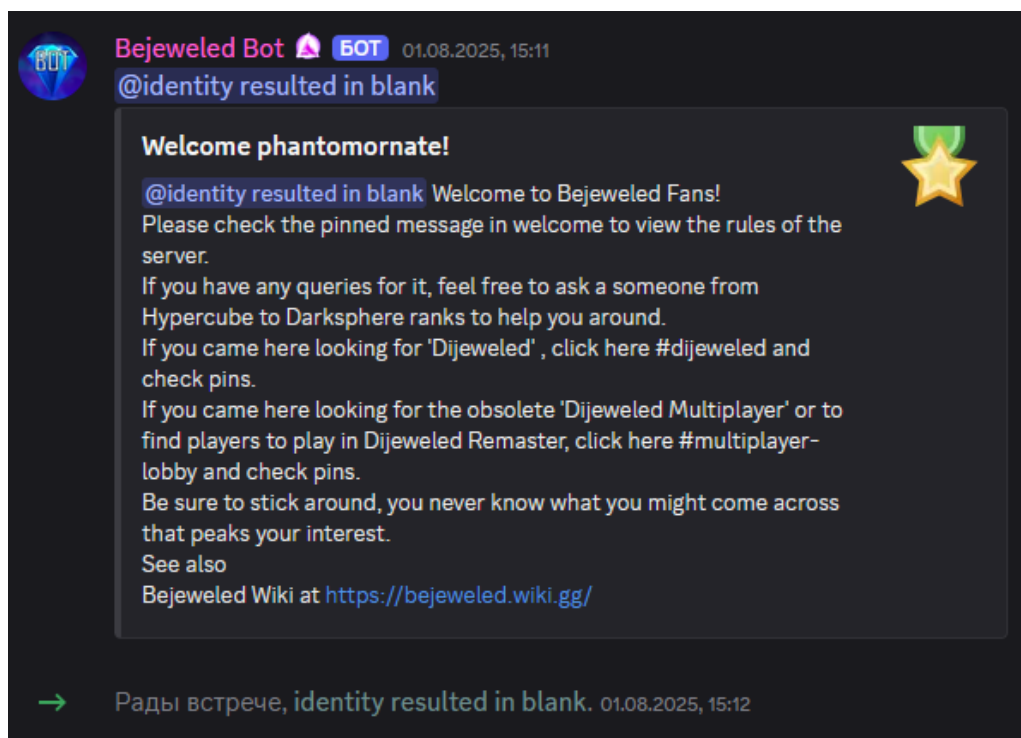 BOT
Bejeweled Bot БОТ 01.08.2025, 15:11
@identity resulted in blank
Welcome phantomornate!
@identity resulted in blank Welcome to Bejeweled Fans!
Please check the pinned message in welcome to view the rules of the
server.
If you have any queries for it, feel free to ask a someone from
Hypercube to Darksphere ranks to help you around.
If you came here looking for 'Dijeweled' , click here #dijeweled and
check pins.
If you came here looking for the obsolete 'Dijeweled Multiplayer' or to
find players to play in Dijeweled Remaster, click here #multiplayer-
lobby and check pins.
Be sure to stick around, you never know what you might come across
that peaks your interest.
See also
Bejeweled Wiki at https://bejeweled.wiki.gg/
Рады встрече, identity resulted in blank. 01.08.2025, 15:12